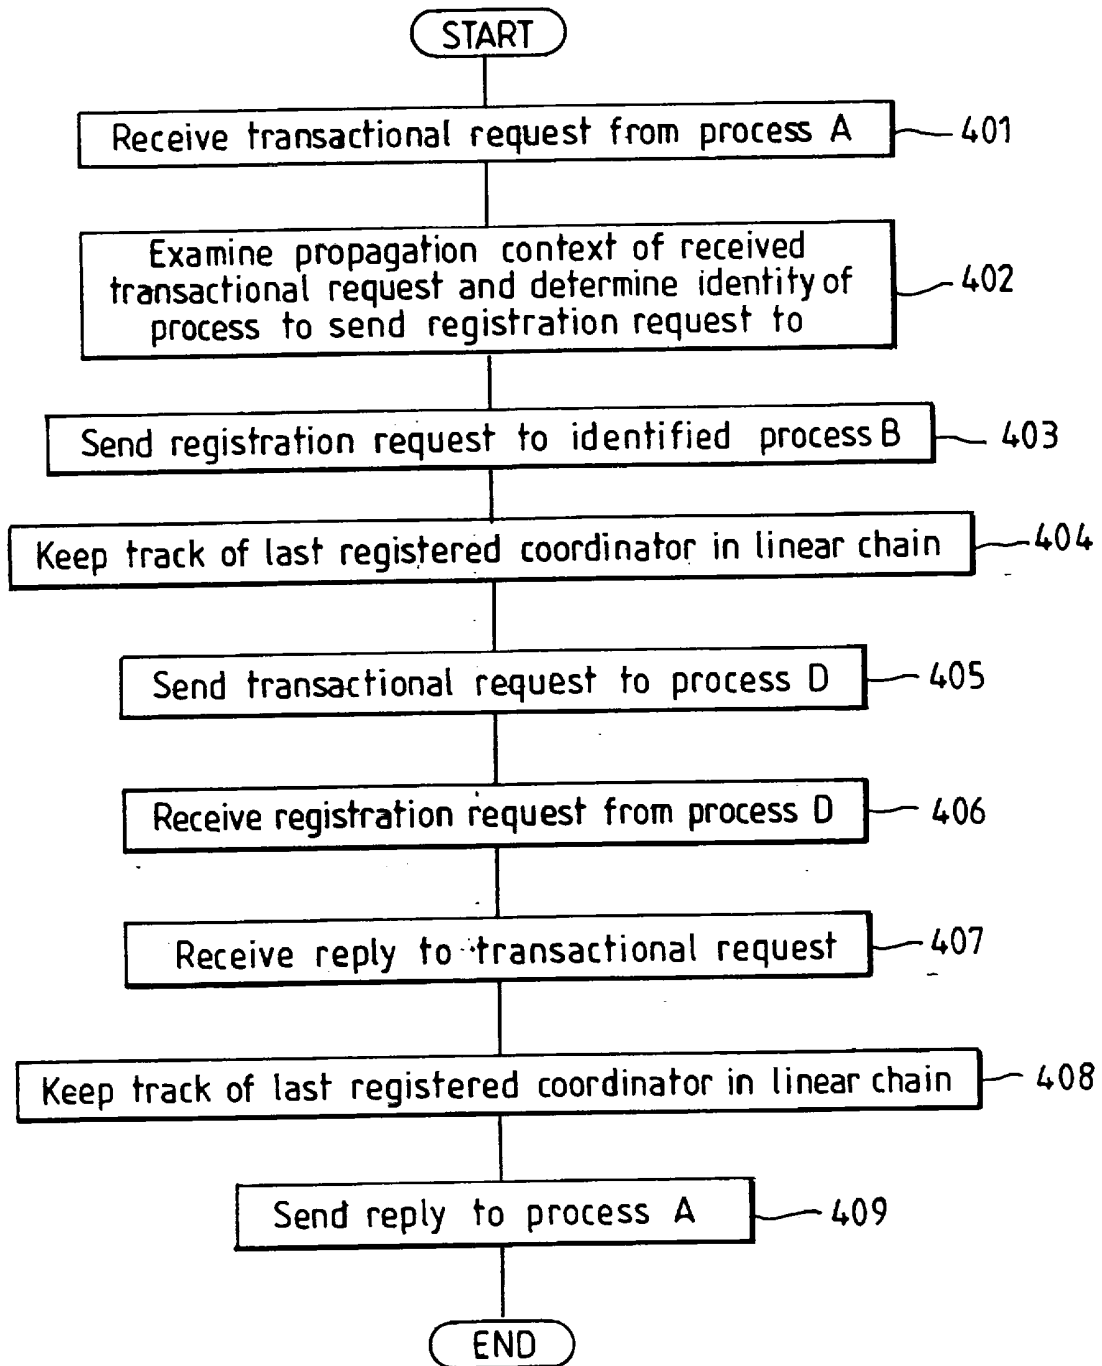 START
Receive transactional request from process A
401
Examine propagation context of received
transactional request and determine identity of
process to send registration request to
402
Send registration request to identified process B
403
Keep track of last registered coordinator in linear chain
404
Send transactional request to process D
405
Receive registration request from process D
406
Receive reply to transactional request
407
Keep track of last registered coordinator in linear chain
408
Send reply to process A
409
END